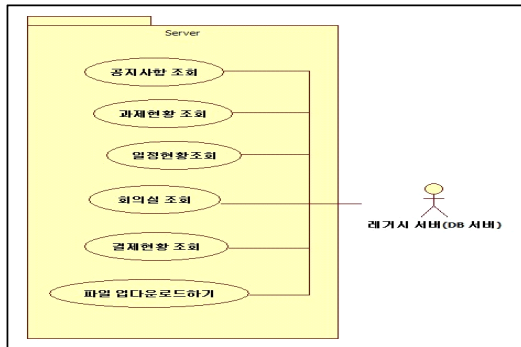 Server
공지사항 조회
과제현황 조회
일정현황조회
회의실 조회
결제현황 조회
레거시 서버(DB 서버)
파일 업다운로드하기